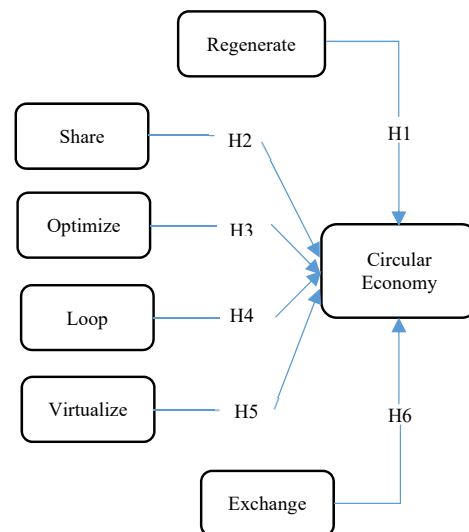 Regenerate
H1
Share
H2
Optimize
H3
Circular
Economy
Loop
H4
Virtualize
H5
H6
Exchange